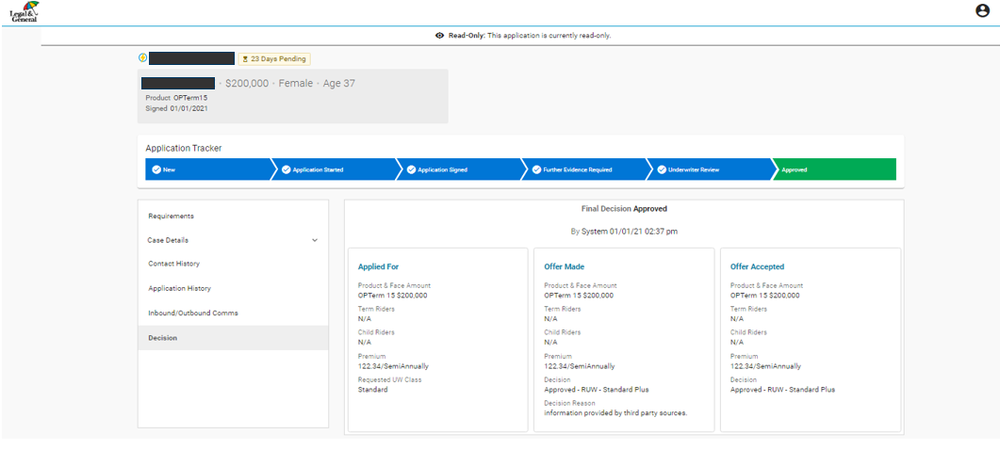 Legal &
General
Read-Only: This application is currently read-only.
23 Days Pending
· $200,000 · Female · Age 37
Product OPTerm15
Signed 01/01/2021
Application Tracker
New
Application Started
Application Signed
Further Evidence Required
Underwriter Review
Approved
Requirements
Case Details
Contact History
Application History
Inbound/Outbound Comms
Decision
Final Decision Approved
By System 01/01/21 02:37 pm
Applied For
Product & Face Amount
OPTerm 15 $200,000
Term Riders
N/A
Child Riders
N/A
Premium
122.34/SemiAnnually
Requested UW Class
Standard
Offer Made
Product & Face Amount
OPTerm 15 $200,000
Term Riders
N/A
Child Riders
N/A
Premium
122.34/SemiAnnually
Decision
Approved - RUW - Standard Plus
Decision Reason
information provided by third party sources.
Offer Accepted
Product & Face Amount
OPTerm 15 $200,000
Term Riders
N/A
Child Riders
N/A
Premium
122.34/SemiAnnually
Decision
Approved - RUW - Standard Plus